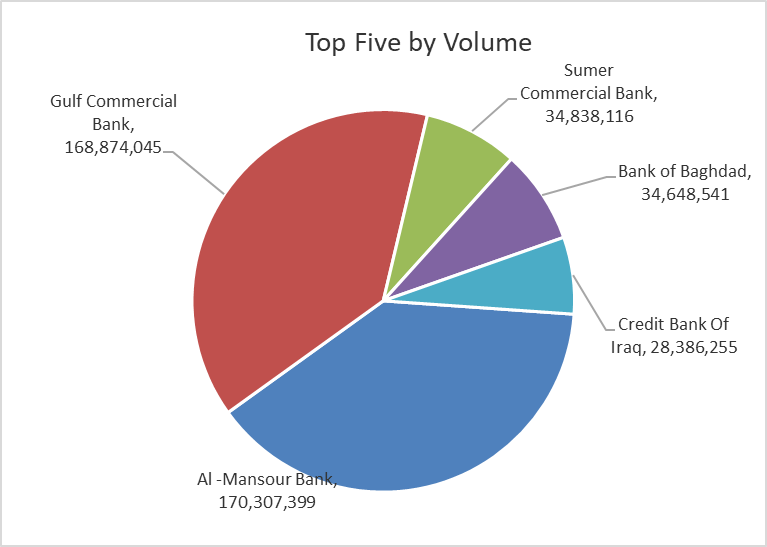 Top Five by Volume
Sumer
Commercial Bank,
34,838,116
Gulf Commercial
Bank,
168,874,045
Bank of Baghdad,
34,648,541
Credit Bank Of
Iraq, 28,386,255
Al -Mansour Bank,
170,307,399